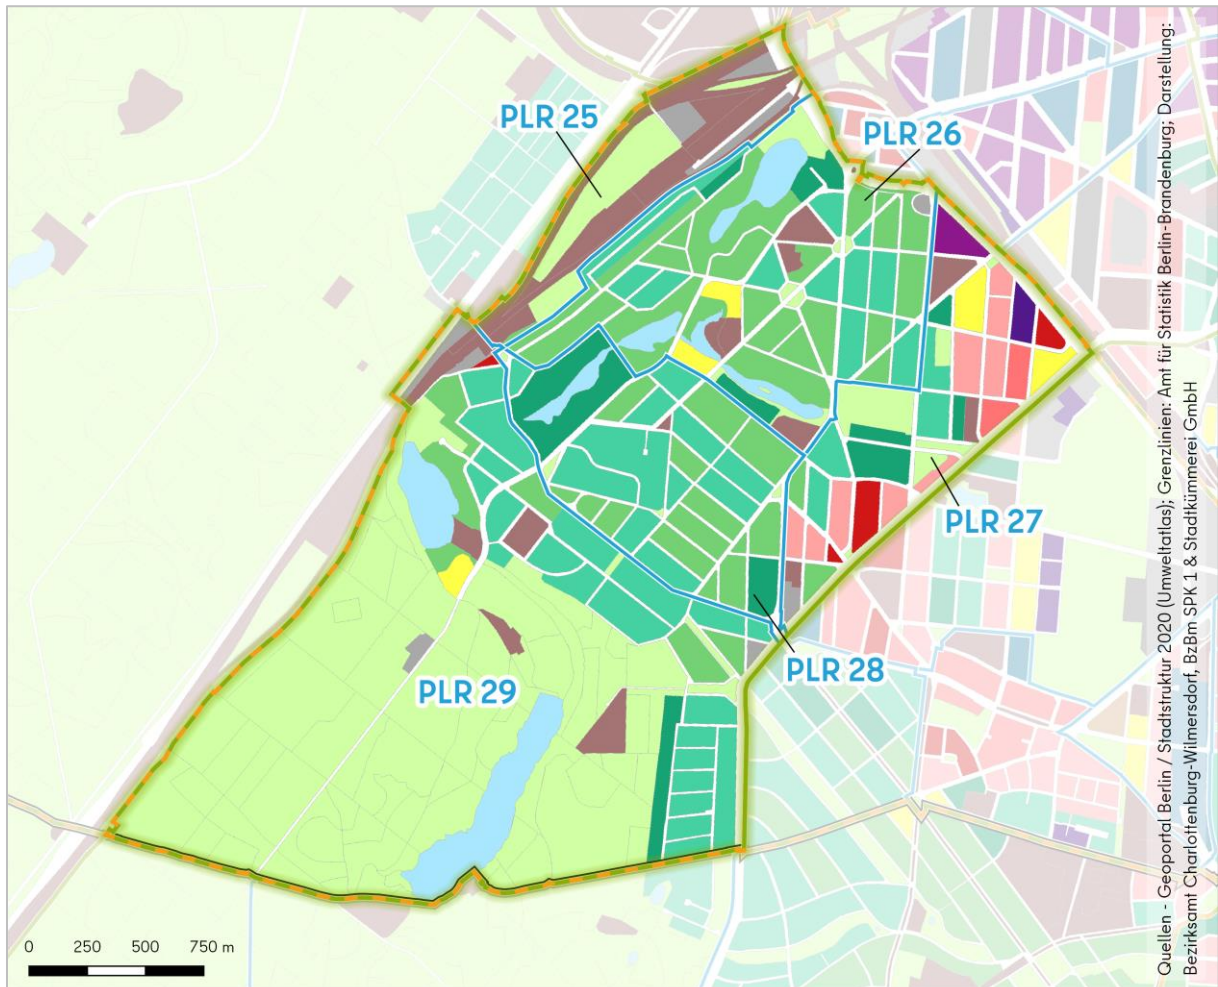 PLR 25
PLR 26
PLR 27
PLR 28
PLR 29
0 250 500 750 m
Quellen - Geoportal Berlin / Stadtstruktur 2020 (Umweltatlas); Grenzlinien: Amt für Statistik Berlin-Brandenburg; Darstellung:
Bezirksamt Charlottenburg-Wilmersdorf, BzBm SPK 1 & Stadtkümmerei GmbH